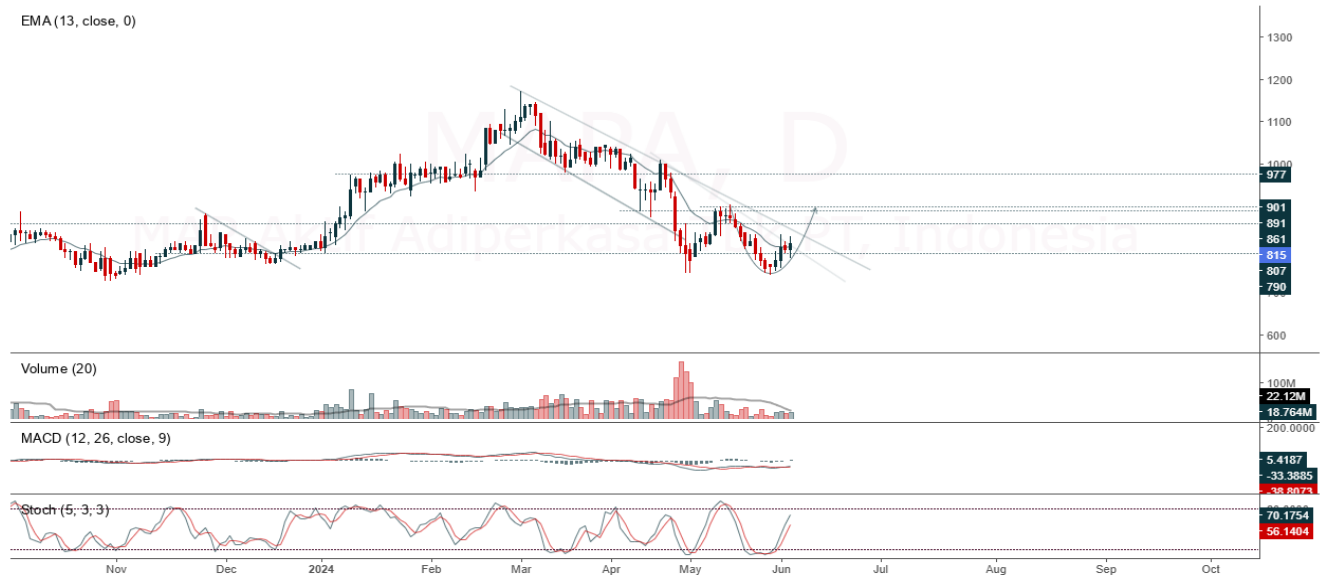 EMA (13, close, 0)
1300
1200
1100
1000
977
901
891
861
815
807
790
600
MAPA D
Volume (20)
100M
22.12M
18.764M
MACD (12, 26, close, 9)
200.0000
5.4187
-33.3885
-38.8073
Stoch (5, 3, 3)
70.1754
56.1404
Nov Dec 2024 Feb Mar Apr May Jun Jul Aug Sep Oct